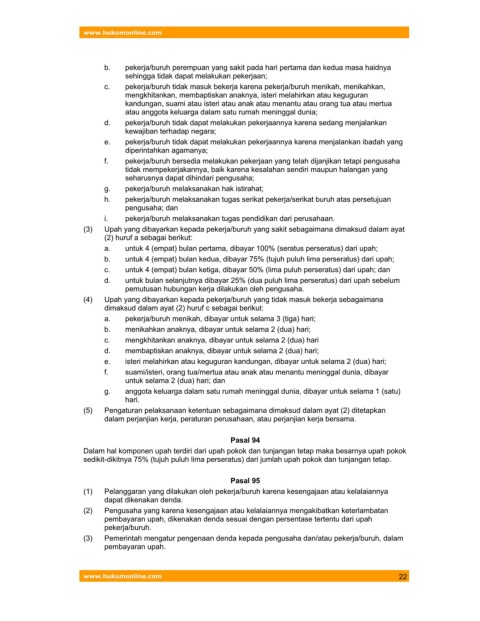 www.hukumonline.com
b. pekerja/buruh perempuan yang sakit pada hari pertama dan kedua masa haidnya
sehingga tidak dapat melakukan pekerjaan;
c. pekerja/buruh tidak masuk bekerja karena pekerja/buruh menikah, menikahkan,
mengkhitankan, membaptiskan anaknya, isteri melahirkan atau keguguran
kandungan, suami atau isteri atau anak atau menantu atau orang tua atau mertua
atau anggota keluarga dalam satu rumah meninggal dunia;
d. pekerja/buruh tidak dapat melakukan pekerjaannya karena sedang menjalankan
kewajiban terhadap negara;
e. pekerja/buruh tidak dapat melakukan pekerjaannya karena menjalankan ibadah yang
diperintahkan agamanya;
f. pekerja/buruh bersedia melakukan pekerjaan yang telah dijanjikan tetapi pengusaha
tidak mempekerjakannya, baik karena kesalahan sendiri maupun halangan yang
seharusnya dapat dihindari pengusaha;
g. pekerja/buruh melaksanakan hak istirahat;
h. pekerja/buruh melaksanakan tugas serikat pekerja/serikat buruh atas persetujuan
pengusaha; dan
i. pekerja/buruh melaksanakan tugas pendidikan dari perusahaan.
(3) Upah yang dibayarkan kepada pekerja/buruh yang sakit sebagaimana dimaksud dalam ayat
(2) huruf a sebagai berikut:
a. untuk 4 (empat) bulan pertama, dibayar 100% (seratus perseratus) dari upah;
b. untuk 4 (empat) bulan kedua, dibayar 75% (tujuh puluh lima perseratus) dari upah;
c. untuk 4 (empat) bulan ketiga, dibayar 50% (lima puluh perseratus) dari upah; dan
d. untuk bulan selanjutnya dibayar 25% (dua puluh lima perseratus) dari upah sebelum
pemutusan hubungan kerja dilakukan oleh pengusaha.
(4) Upah yang dibayarkan kepada pekerja/buruh yang tidak masuk bekerja sebagaimana
dimaksud dalam ayat (2) huruf c sebagai berikut:
a. pekerja/buruh menikah, dibayar untuk selama 3 (tiga) hari;
b. menikahkan anaknya, dibayar untuk selama 2 (dua) hari;
c. mengkhitankan anaknya, dibayar untuk selama 2 (dua) hari
d. membaptiskan anaknya, dibayar untuk selama 2 (dua) hari;
e. isteri melahirkan atau keguguran kandungan, dibayar untuk selama 2 (dua) hari;
f. suami/isteri, orang tua/mertua atau anak atau menantu meninggal dunia, dibayar
untuk selama 2 (dua) hari; dan
g. anggota keluarga dalam satu rumah meninggal dunia, dibayar untuk selama 1 (satu)
hari.
(5) Pengaturan pelaksanaan ketentuan sebagaimana dimaksud dalam ayat (2) ditetapkan
dalam perjanjian kerja, peraturan perusahaan, atau perjanjian kerja bersama.
Pasal 94
Dalam hal komponen upah terdiri dari upah pokok dan tunjangan tetap maka besarnya upah pokok
sedikit-dikitnya 75% (tujuh puluh lima perseratus) dari jumlah upah pokok dan tunjangan tetap.
Pasal 95
(1) Pelanggaran yang dilakukan oleh pekerja/buruh karena kesengajaan atau kelalaiannya
dapat dikenakan denda.
(2) Pengusaha yang karena kesengajaan atau kelalaiannya mengakibatkan keterlambatan
pembayaran upah, dikenakan denda sesuai dengan persentase tertentu dari upah
pekerja/buruh.
(3) Pemerintah mengatur pengenaan denda kepada pengusaha dan/atau pekerja/buruh, dalam
pembayaran upah.
www.hukumonline.com 22